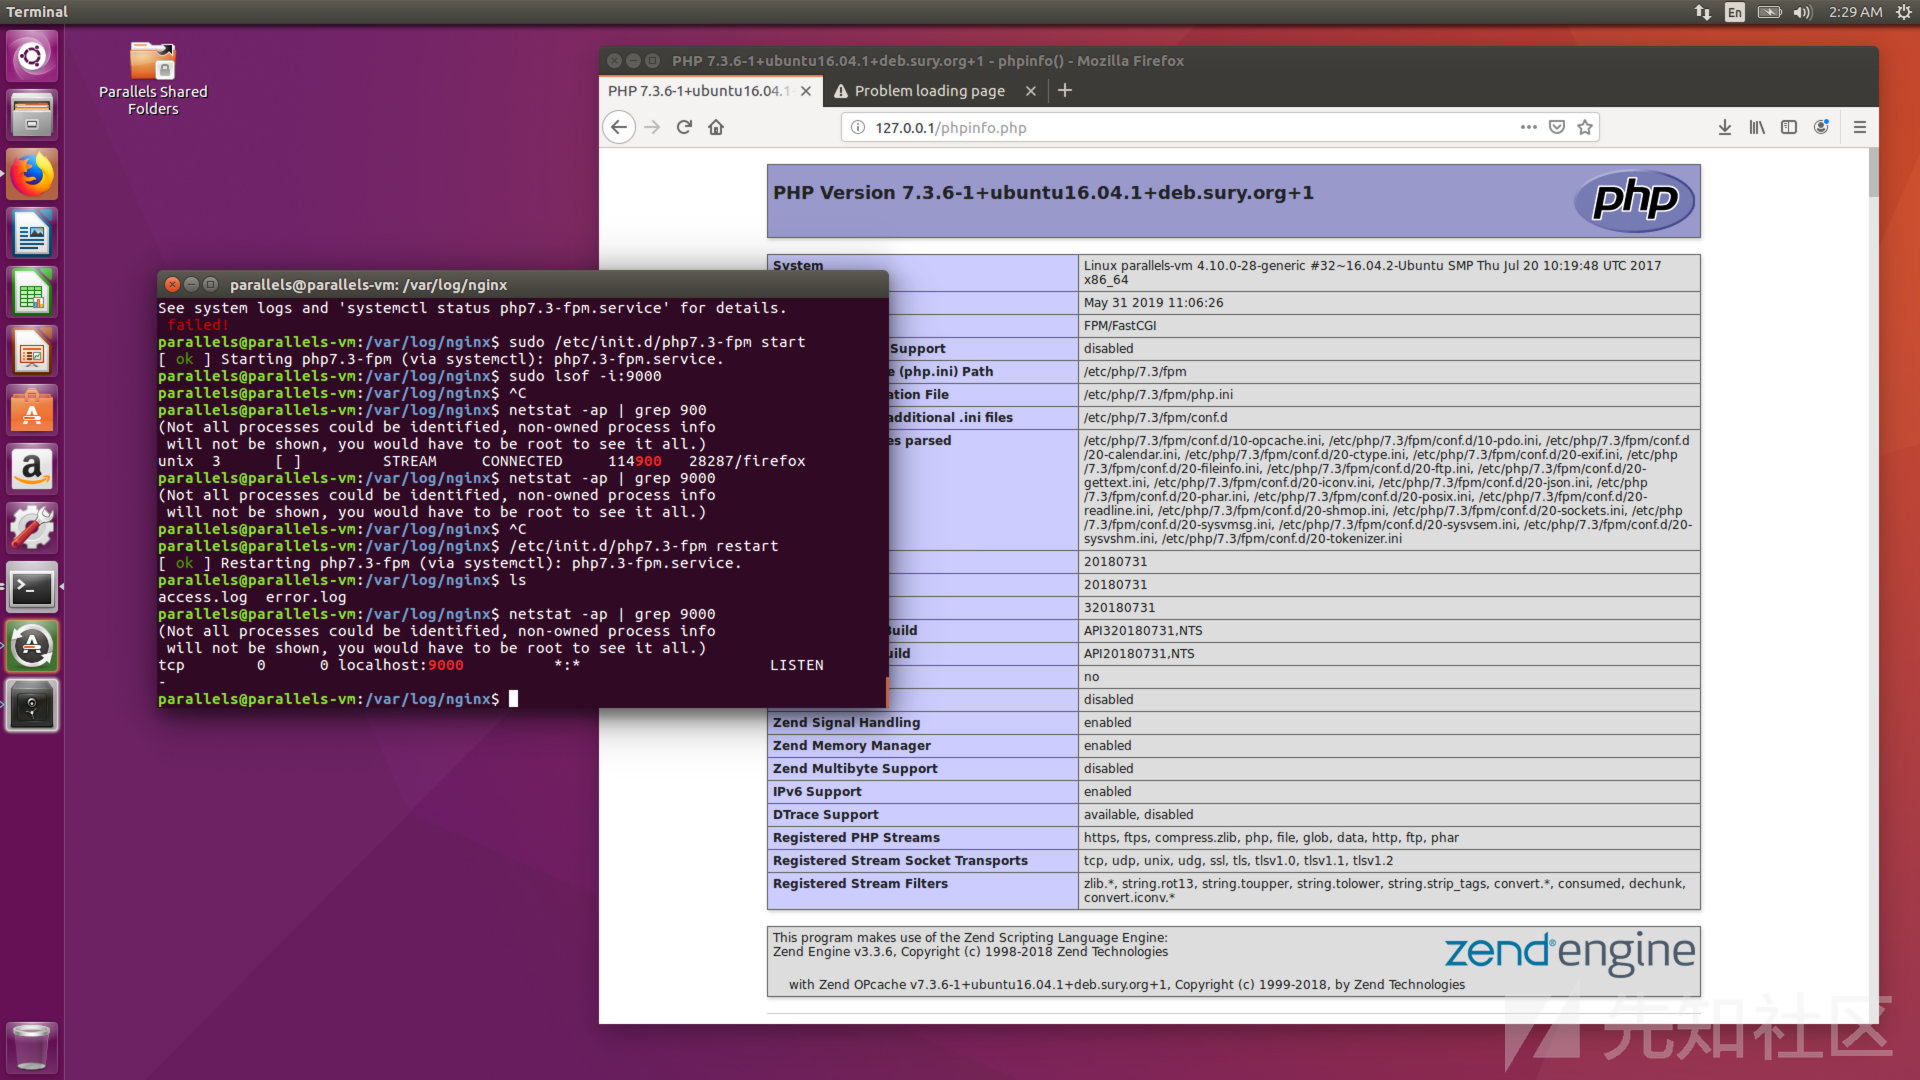 Terminal
En
2:29 AM
Parallels Shared
Folders
PHP 7.3.6-1+ubuntu16.04.1+deb.sury.org+1 - phpinfo() - Mozilla Firefox
PHP 7.3.6-1+ubuntu16.04.1-
Problem loading page
127.0.0.1/phpinfo.php
PHP Version 7.3.6-1+ubuntu16.04.1+deb.sury.org+1
php
System
Linux parallels-vm 4.10.0-28-generic #32~16.04.2-Ubuntu SMP Thu Jul 20 10:19:48 UTC 2017
x86_64
May 31 2019 11:06:26
FPM/FastCGI
Support
disabled
e (php.ini) Path
/etc/php/7.3/fpm
ation File
/etc/php/7.3/fpm/php.ini
additional .ini files
/etc/php/7.3/fpm/conf.d
es parsed
/etc/php/7.3/fpm/conf.d/10-opcache.ini, /etc/php/7.3/fpm/conf.d/10-pdo.ini, /etc/php/7.3/fpm/conf.d
/20-calendar.ini, /etc/php/7.3/fpm/conf.d/20-ctype.ini, /etc/php/7.3/fpm/conf.d/20-exif.ini, /etc/php
/7.3/fpm/conf.d/20-fileinfo.ini, /etc/php/7.3/fpm/conf.d/20-ftp.ini, /etc/php/7.3/fpm/conf.d/20-
gettext.ini, /etc/php/7.3/fpm/conf.d/20-iconv.ini, /etc/php/7.3/fpm/conf.d/20-json.ini, /etc/php
/7.3/fpm/conf.d/20-phar.ini, /etc/php/7.3/fpm/conf.d/20-posix.ini, /etc/php/7.3/fpm/conf.d/20-
readline.ini, /etc/php/7.3/fpm/conf.d/20-shmop.ini, /etc/php/7.3/fpm/conf.d/20-sockets.ini, /etc/php
/7.3/fpm/conf.d/20-sysvmsg.ini, /etc/php/7.3/fpm/conf.d/20-sysvsem.ini, /etc/php/7.3/fpm/conf.d/20-
sysvshm.ini, /etc/php/7.3/fpm/conf.d/20-tokenizer.ini
20180731
20180731
320180731
Build
API320180731,NTS
uild
API20180731,NTS
no
disabled
Zend Signal Handling
enabled
Zend Memory Manager
enabled
Zend Multibyte Support
disabled
IPv6 Support
enabled
DTrace Support
available, disabled
Registered PHP Streams
https, ftps, compress.zlib, php, file, glob, data, http, ftp, phar
Registered Stream Socket Transports
tcp, udp, unix, udg, ssl, tls, tlsv1.0, tlsv1.1, tlsv1.2
Registered Stream Filters
zlib.*, string.rot13, string.toupper, string.tolower, string.strip_tags, convert.*, consumed, dechunk,
convert.iconv.*
This program makes use of the Zend Scripting Language Engine:
Zend Engine v3.3.6, Copyright (c) 1998-2018 Zend Technologies
with Zend OPcache v7.3.6-1+ubuntu16.04.1+deb.sury.org+1, Copyright (c) 1999-2018, by Zend Technologies
zend engine
parallels@parallels-vm: /var/log/nginx
See system logs and 'systemctl status php7.3-fpm.service' for details.
failed!
parallels@parallels-vm:/var/log/nginx$ sudo /etc/init.d/php7.3-fpm start
[ ok ] Starting php7.3-fpm (via systemctl): php7.3-fpm.service.
parallels@parallels-vm:/var/log/nginx$ sudo lsof -i:9000
parallels@parallels-vm:/var/log/nginx$ ^C
parallels@parallels-vm:/var/log/nginx$ netstat -ap | grep 900
(Not all processes could be identified, non-owned process info
will not be shown, you would have to be root to see it all.)
unix 3 [ ] STREAM CONNECTED 114900 28287/firefox
parallels@parallels-vm:/var/log/nginx$ netstat -ap | grep 9000
(Not all processes could be identified, non-owned process info
will not be shown, you would have to be root to see it all.)
parallels@parallels-vm:/var/log/nginx$ ^C
parallels@parallels-vm:/var/log/nginx$ /etc/init.d/php7.3-fpm restart
[ ok ] Restarting php7.3-fpm (via systemctl): php7.3-fpm.service.
parallels@parallels-vm:/var/log/nginx$ ls
access.log error.log
parallels@parallels-vm:/var/log/nginx$ netstat -ap | grep 9000
(Not all processes could be identified, non-owned process info
will not be shown, you would have to be root to see it all.)
tcp 0 0 localhost:9000 *:* LISTEN
-
parallels@parallels-vm:/var/log/nginx$
先知社区